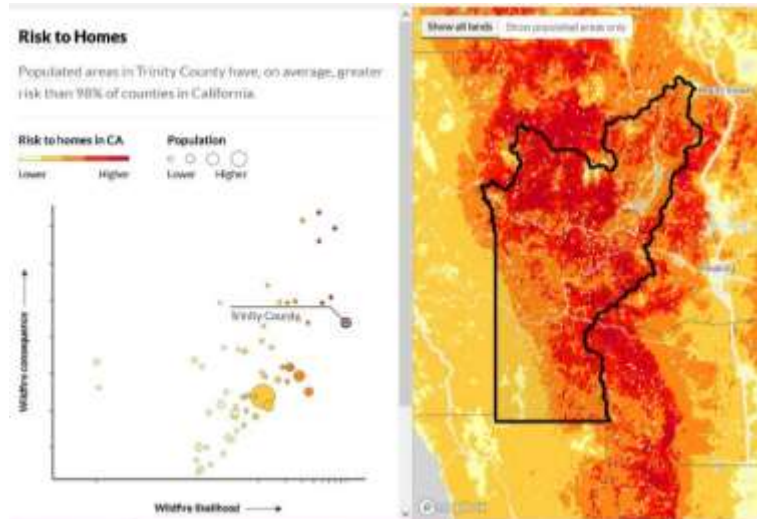 Risk to Homes
Populated areas in Trinity County have, on average, greater
risk than 98% of counties in California.
Risk to homes in CA
Population
Lower
Higher
Lower
Higher
Trinity County
Wildfire consequence
Wildfire likelihood
Show all lands
Show populated areas only